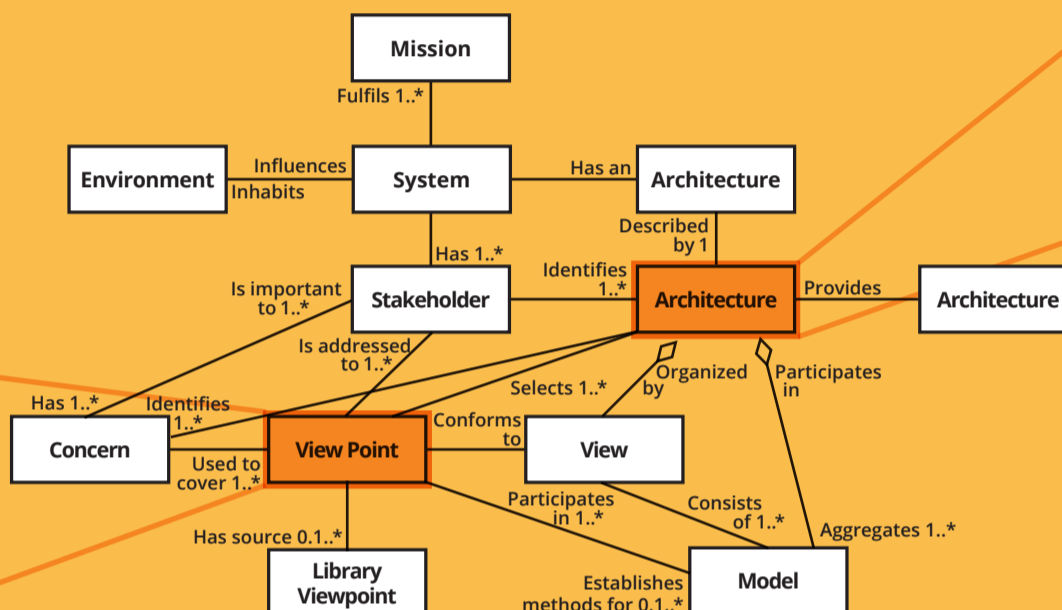 Mission
Fulfils 1..*
Environment
Influences
Inhabits
System
Has an
Architecture
Described
by 1
Has 1..*
Is important
to 1..*
Stakeholder
Identifies
1..*
Architecture
Provides
Architecture
Is addressed
to 1..*
Selects 1..*
Organized
by
Participates
in
Has 1..*
Identifies
1..*
Concern
Used to
cover 1..*
View Point
Conforms
to
View
Participates
in 1..*
Consists
of 1..*
Aggregates 1..*
Has source 0.1..*
Library
Viewpoint
Establishes
methods for 0.1..*
Model